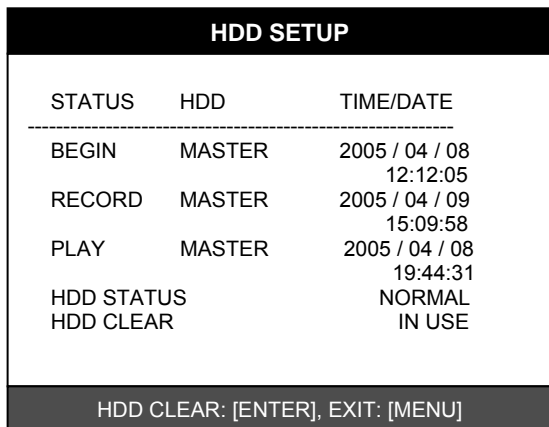 HDD SETUP
STATUS HDD TIME/DATE
------------------------------------------------------------
BEGIN MASTER 2005 / 04 / 08
12:12:05
RECORD MASTER 2005 / 04 / 09
15:09:58
PLAY MASTER 2005 / 04 / 08
19:44:31
HDD STATUS NORMAL
HDD CLEAR IN USE
HDD CLEAR: [ENTER], EXIT: [MENU]